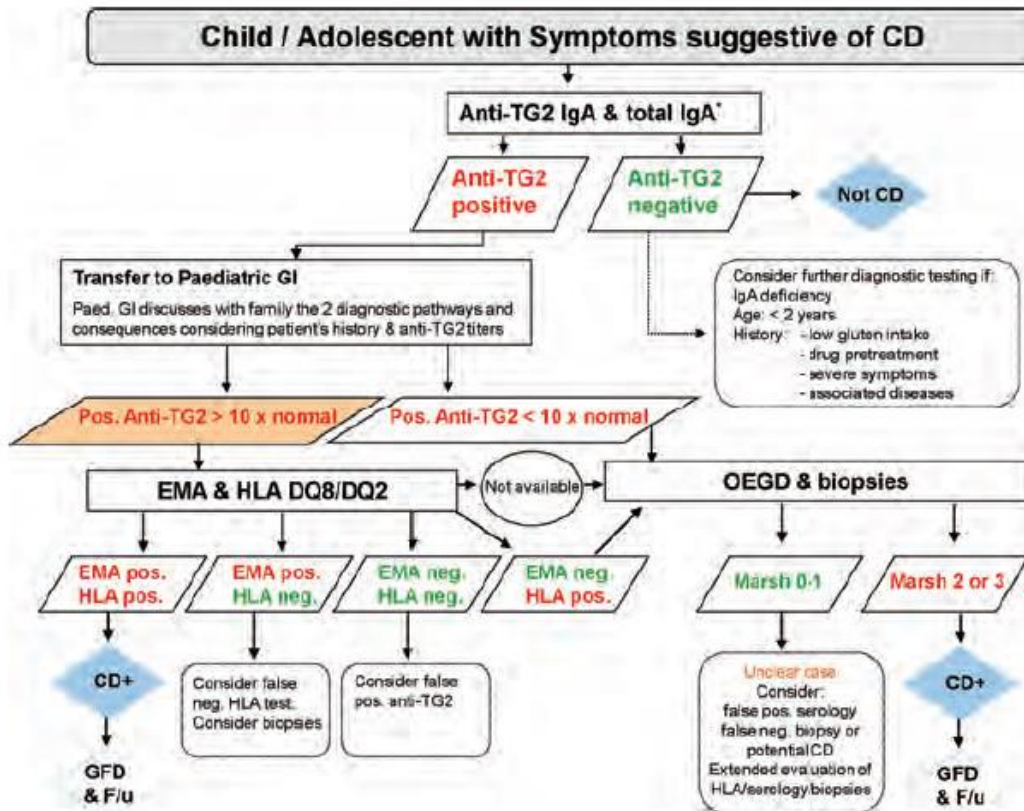 Child / Adolescent with Symptoms suggestive of CD
Anti-TG2 IgA & total IgA*
Anti-TG2
positive
Anti-TG2
negative
Not CD
Transfer to Paediatric GI
Paed. GI discusses with family the 2 diagnostic pathways and
consequences considering patient's history & anti-TG2 titers
Consider further diagnostic testing if:
IgA deficiency
Age: < 2 years
History: - low gluten intake
- drug pretreatment
- severe symptoms
- associated diseases
Pos. Anti-TG2 > 10 x normal
Pos. Anti-TG2 < 10 x normal
EMA & HLA DQ8/DQ2
Not available
OEGD & biopsies
EMA pos.
HLA pos.
EMA pos.
HLA neg.
EMA neg.
HLA neg.
EMA neg.
HLA pos.
Marsh 0-1
Marsh 2 or 3
CD+
Consider false
neg. HLA test.
Consider biopsies
Consider false
pos. anti-TG2
Unclear case
Consider:
false pos. serology
false neg. biopsy or
potential CD
Extended evaluation of
HLA/serology/biopsies
CD+
GFD
& F/u
GFD
& F/u